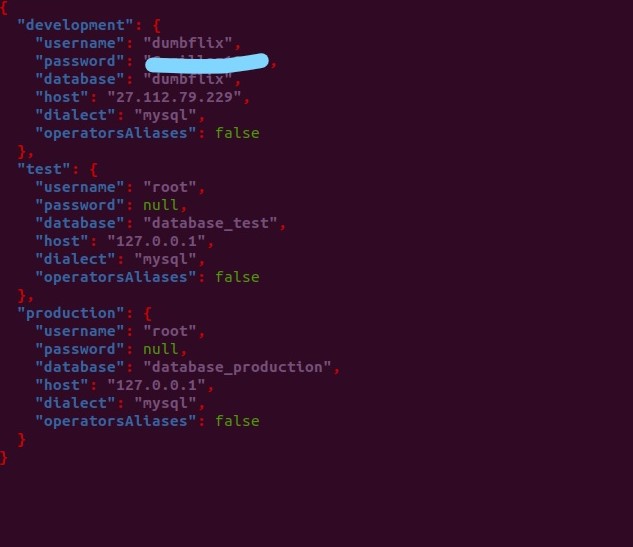 {
"development": {
"username": "dumbflix",
"password": "
"database": "dumbflix",
"host": "27.112.79.229",
"dialect": "mysql",
"operatorsAliases": false
},
"test": {
"username": "root",
"password": null,
"database": "database_test",
"host": "127.0.0.1",
"dialect": "mysql",
"operatorsAliases": false
},
"production": {
"username": "root",
"password": null,
"database": "database_production",
"host": "127.0.0.1",
"dialect": "mysql",
"operatorsAliases": false
}
}